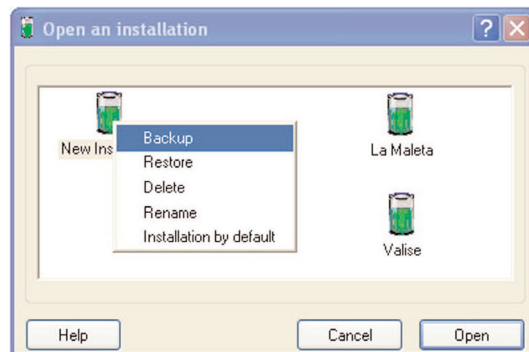 Open an installation
?
New Ins
Backup
Restore
Delete
Rename
Installation by default
La Maleta
Valise
Help
Cancel
Open